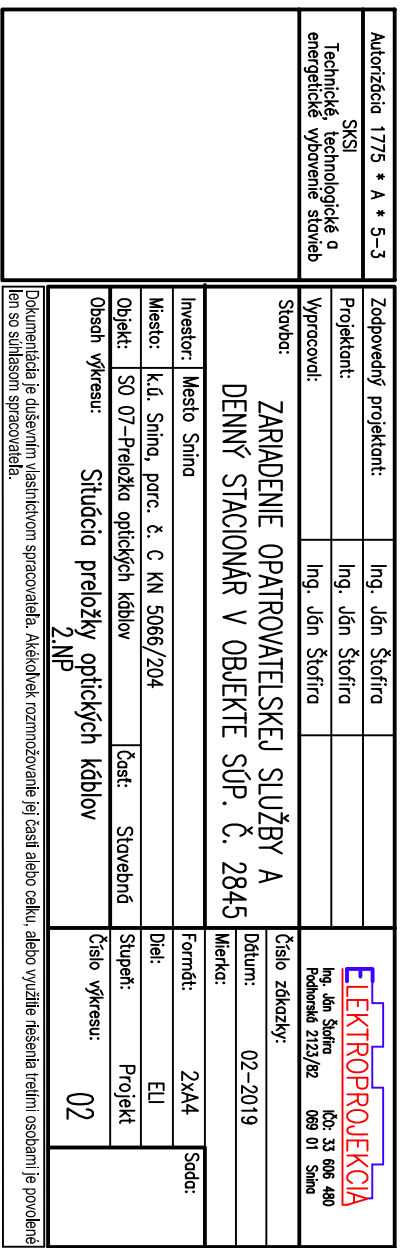 Autorizácia 1775 * A * 5-3
SKSI
Technické, technologické a
energetické vybavenie stavieb
Zodpovedný projektant:
Ing. Ján Štofira
Projektant:
Ing. Ján Štofira
Vypracoval:
Ing. Ján Štofira
ELEKTROPROJEKCIA
Ing. Ján Štofira IČO: 33 606 480
Podhorská 2123/82 069 01 Snina
Stavba:
ZARIADENIE OPATROVATELSKEJ SLUŽBY A
DENNÝ STACIONÁR V OBJEKTE SÚP. Č. 2845
Číslo zákazky:
Dátum: 02-2019
Mierka:
Investor: Mesto Snina
Formát: 2xA4
Sada:
Miesto: k.ú. Snina, parc. č. C KN 5066/204
Diel: ELI
Objekt: SO 07-Preložka optických káblov
Časť: Stavebná
Stupeň: Projekt
Obsah výkresu:
Situácia preložky optických káblov
2.NP
Číslo výkresu:
02
Dokumentácia je duševním vlastníctvom spracovateľa. Akékoľvek rozmnožovanie jej časti alebo celku, alebo využitie riešenia tretími osobami je povolené
len so súhlasom spracovateľa.